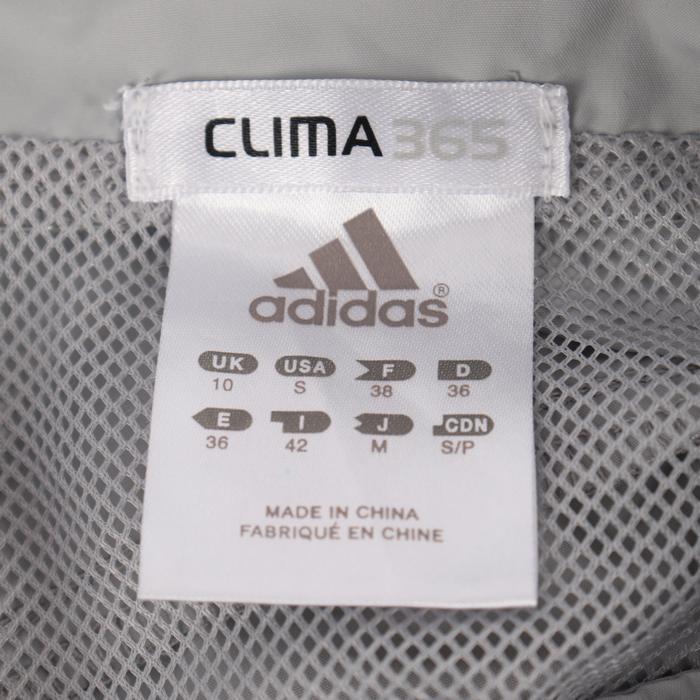 CLIMA365
adidas®
UK USA F D
10 S 38 36
E I J CDN
36 42 M S/P
MADE IN CHINA
FABRIQUÉ EN CHINE